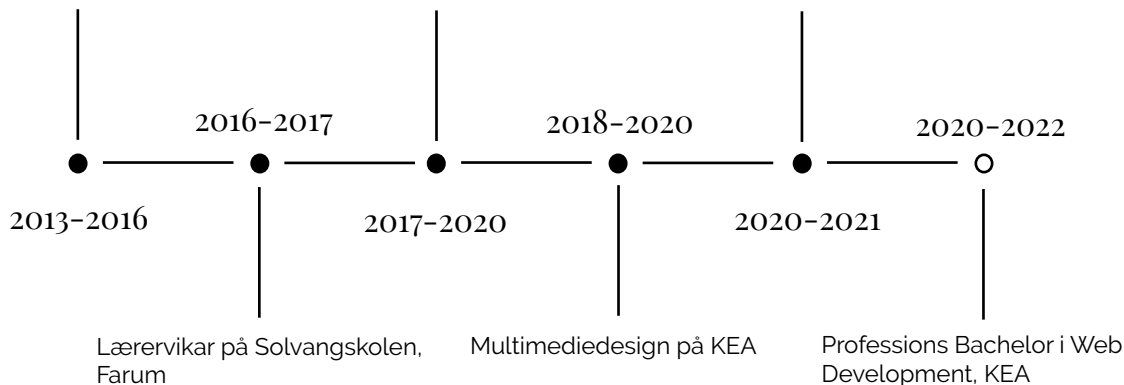 2016-2017
2018-2020
2020-2022
2013-2016
2017-2020
2020-2021
Lærervikar på Solvangskolen,
Farum
Multimediedesign på KEA
Professions Bachelor i Web
Development, KEA